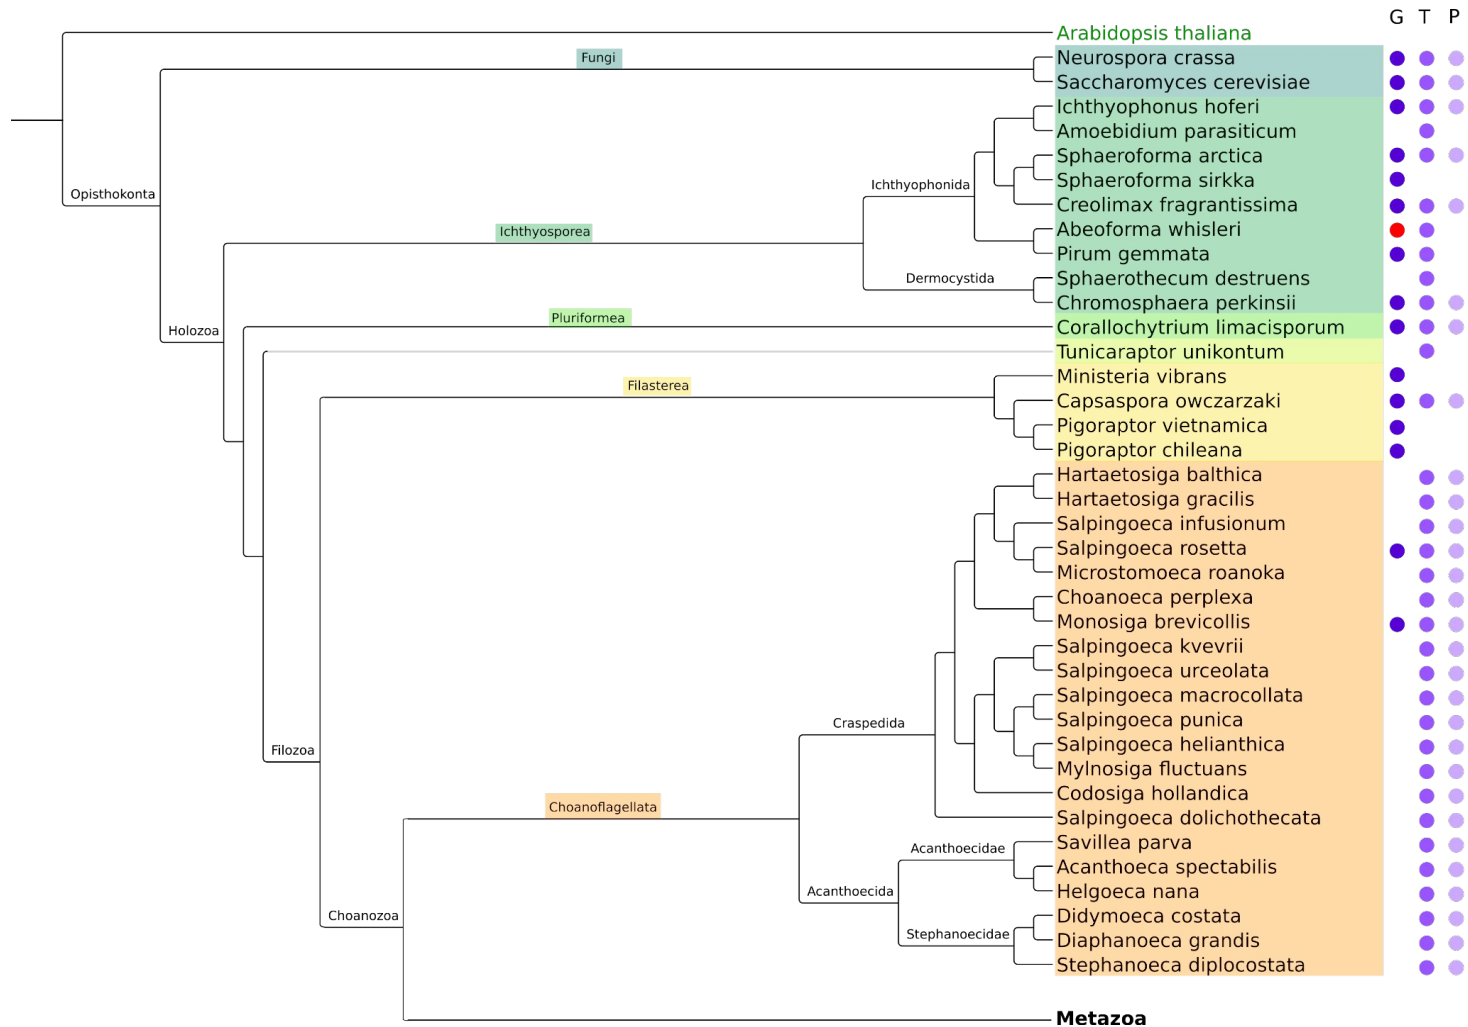 G T P
Arabidopsis thaliana
Fungi
Neurospora crassa
Saccharomyces cerevisiae
Ichthyophonus hoferi
Amoebidium parasiticum
Sphaeroforma arctica
Ichthyophonida
Sphaeroforma sirkka
Opisthokonta
Creolimax fragrantissima
Ichthyosporea
Abeoforma whisleri
Pirum gemmata
Dermocystida
Sphaerothecum destruens
Chromosphaera perkinsii
Pluriformea
Holozoa
Corallochytrium limacisporum
Tunicaraptor unikontum
Filasterea
Ministeria vibrans
Capsaspora owczarzaki
Pigoraptor vietnamica
Pigoraptor chileana
Hartaetosiga balthica
Hartaetosiga gracilis
Salpingoeca infusionum
Salpingoeca rosetta
Microstomoeca roanoka
Choanoeca perplexa
Monosiga brevicollis
Salpingoeca kvevrii
Salpingoeca urceolata
Salpingoeca macrocollata
Craspedida
Salpingoeca punica
Filozoa
Salpingoeca helianthica
Mylnosiga fluctuans
Codosiga hollandica
Choanoflagellata
Salpingoeca dolichothecata
Savillea parva
Acanthoecidae
Acanthoeca spectabilis
Acanthoecida
Helgoeca nana
Choanozoa
Didymoeca costata
Stephanoecidae
Diaphanoeca grandis
Stephanoeca diplocostata
Metazoa